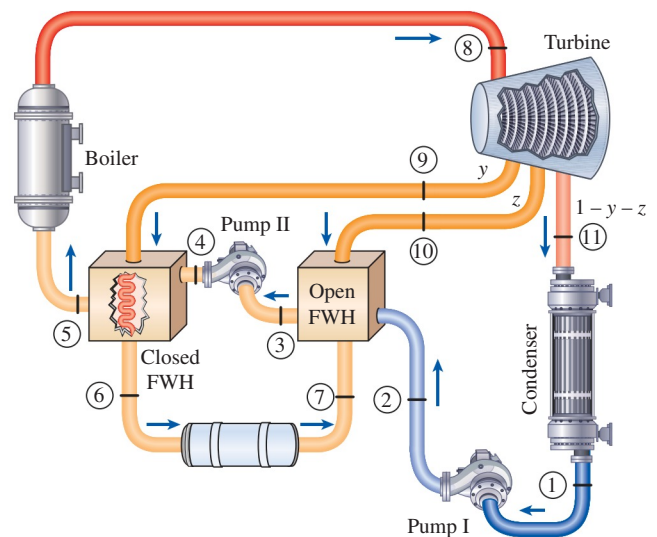 8
Turbine
Boiler
9
y
z
1 – y – z
10
11
Pump II
4
Open
FWH
5
Closed
FWH
3
6
7
2
Condenser
1
Pump I